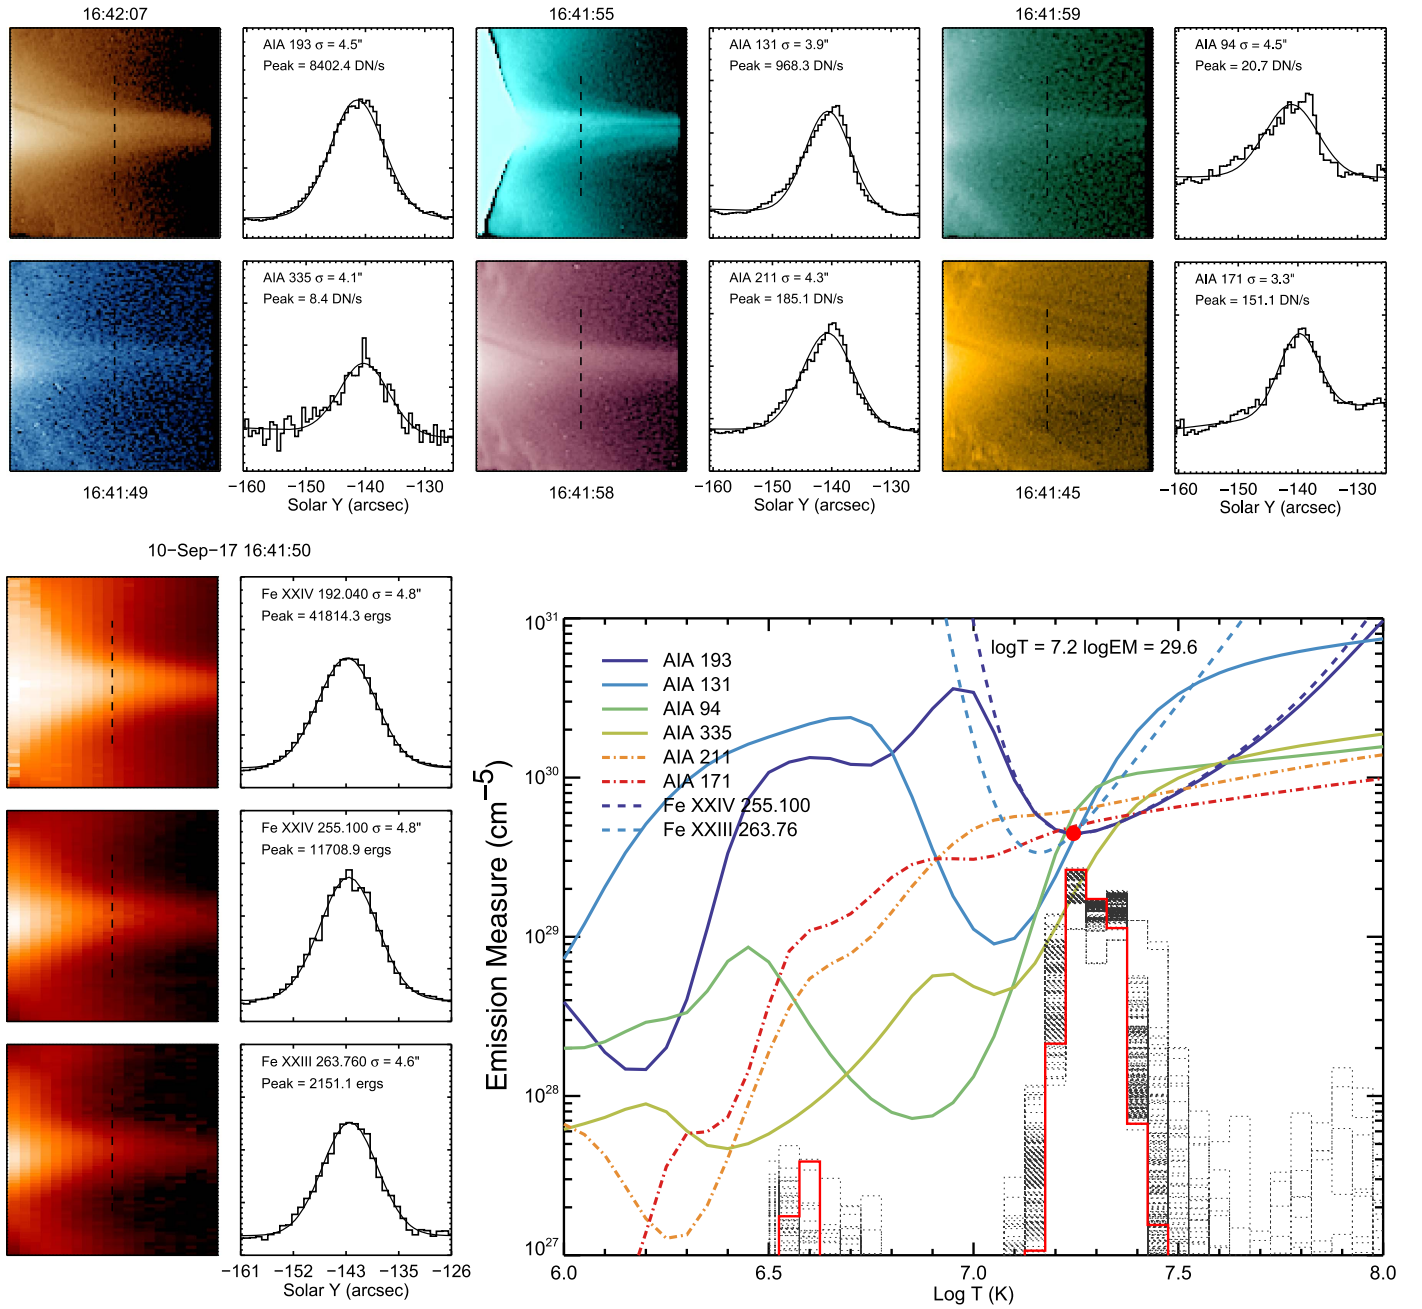 16:42:07
16:41:55
16:41:59
AIA 193 σ = 4.5"
Peak = 8402.4 DN/s
AIA 131 σ = 3.9"
Peak = 968.3 DN/s
AIA 94 σ = 4.5"
Peak = 20.7 DN/s
AIA 335 σ = 4.1"
Peak = 8.4 DN/s
AIA 211 σ = 4.3"
Peak = 185.1 DN/s
AIA 171 σ = 3.3"
Peak = 151.1 DN/s
16:41:49
−160 −150 −140 −130
Solar Y (arcsec)
16:41:58
−160 −150 −140 −130
Solar Y (arcsec)
16:41:45
−160 −150 −140 −130
Solar Y (arcsec)
10−Sep−17 16:41:50
Fe XXIV 192.040 σ = 4.8"
Peak = 41814.3 ergs
Fe XXIV 255.100 σ = 4.8"
Peak = 11708.9 ergs
Fe XXIII 263.760 σ = 4.6"
Peak = 2151.1 ergs
−161 −152 −143 −135 −126
Solar Y (arcsec)
Emission Measure (cm−5)
10^31
10^30
10^29
10^28
10^27
logT = 7.2 logEM = 29.6
AIA 193
AIA 131
AIA 94
AIA 335
AIA 211
AIA 171
Fe XXIV 255.100
Fe XXIII 263.76
6.0 6.5 7.0 7.5 8.0
Log T (K)